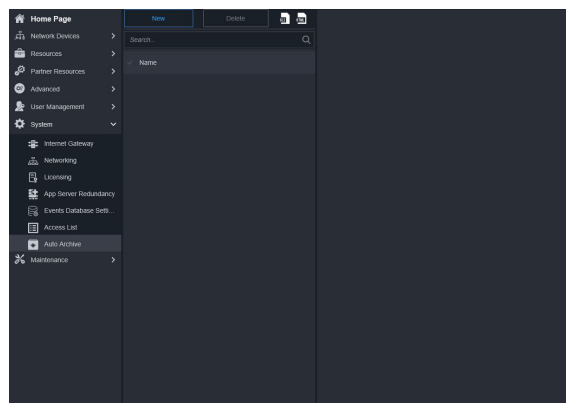 Home Page
Network Devices
Resources
Partner Resources
Advanced
User Management
System
Internet Gateway
Networking
Licensing
App Server Redundancy
Events Database Setti...
Access List
Auto Archive
Maintenance
New
Delete
Search...
Name